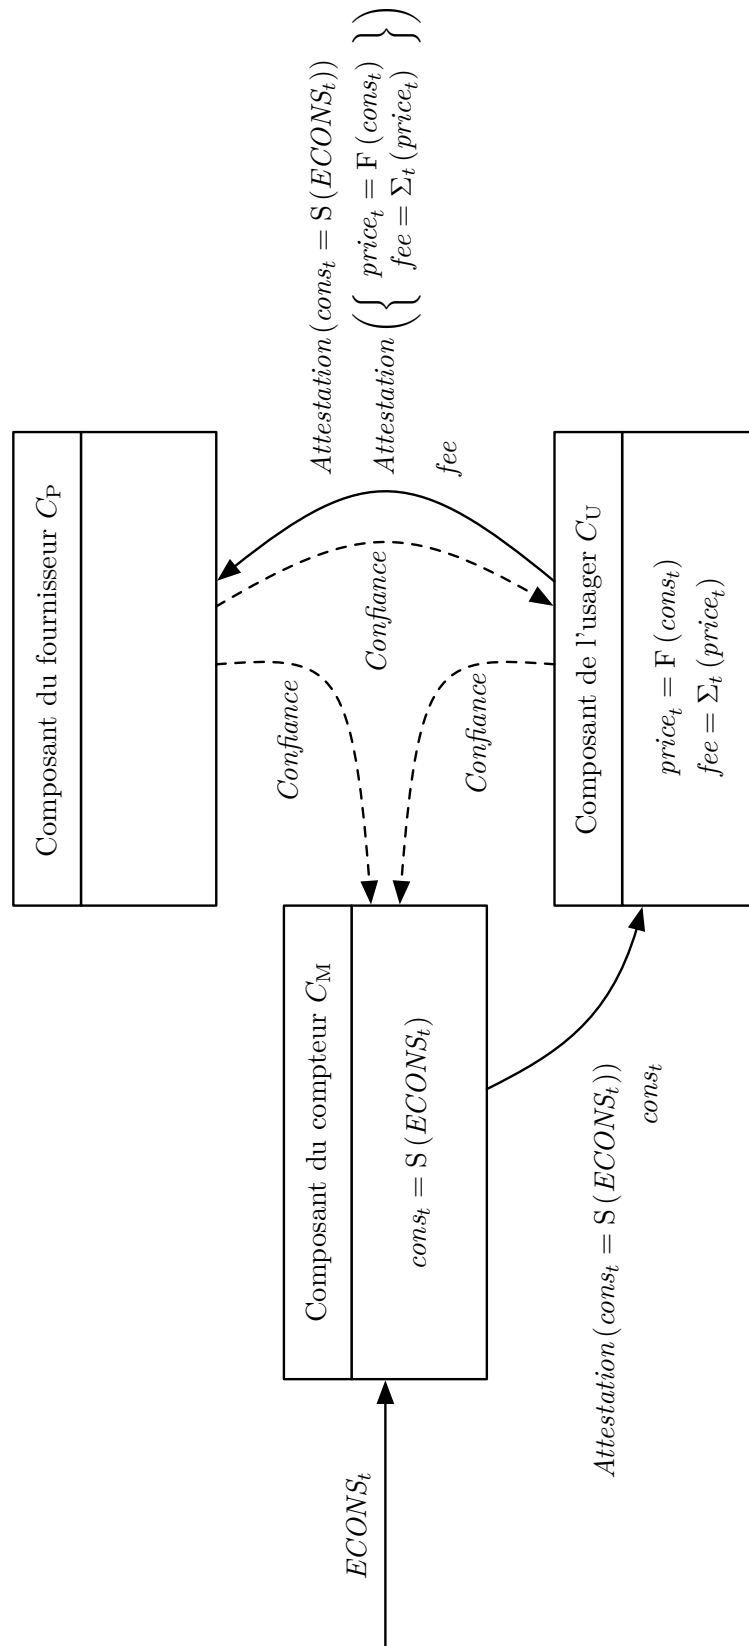 Composant du fournisseur C_P
Attestation (cons_t = S (ECONS_t))
Attestation ({ price_t = F (cons_t)
fee = Σ_t (price_t) })
fee
Confiance
Confiance
Confiance
ECONS_t
Composant du compteur C_M
cons_t = S (ECONS_t)
Attestation (cons_t = S (ECONS_t))
cons_t
Composant de l'usager C_U
price_t = F (cons_t)
fee = Σ_t (price_t)